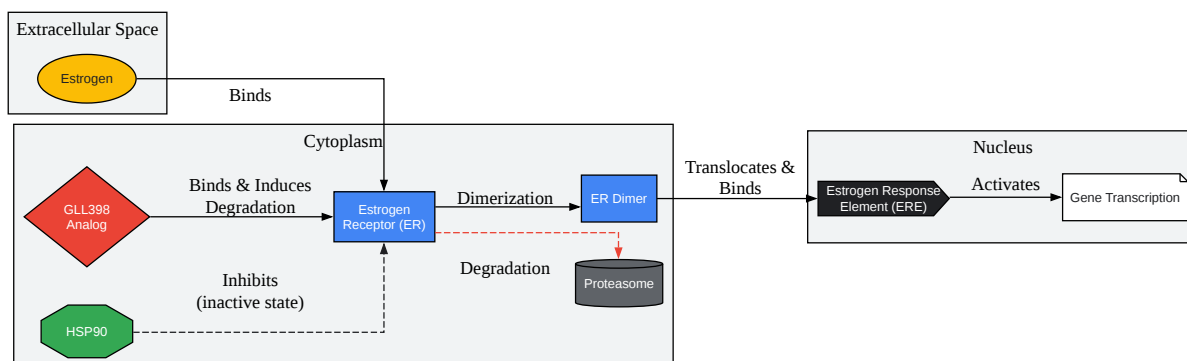 Extracellular Space
Estrogen
Binds
Cytoplasm
GLL398
Analog
Binds & Induces
Degradation
Estrogen
Receptor (ER)
Dimerization
ER Dimer
Translocates &
Binds
Nucleus
Estrogen Response
Element (ERE)
Activates
Gene Transcription
Degradation
Proteasome
Inhibits
(inactive state)
HSP90